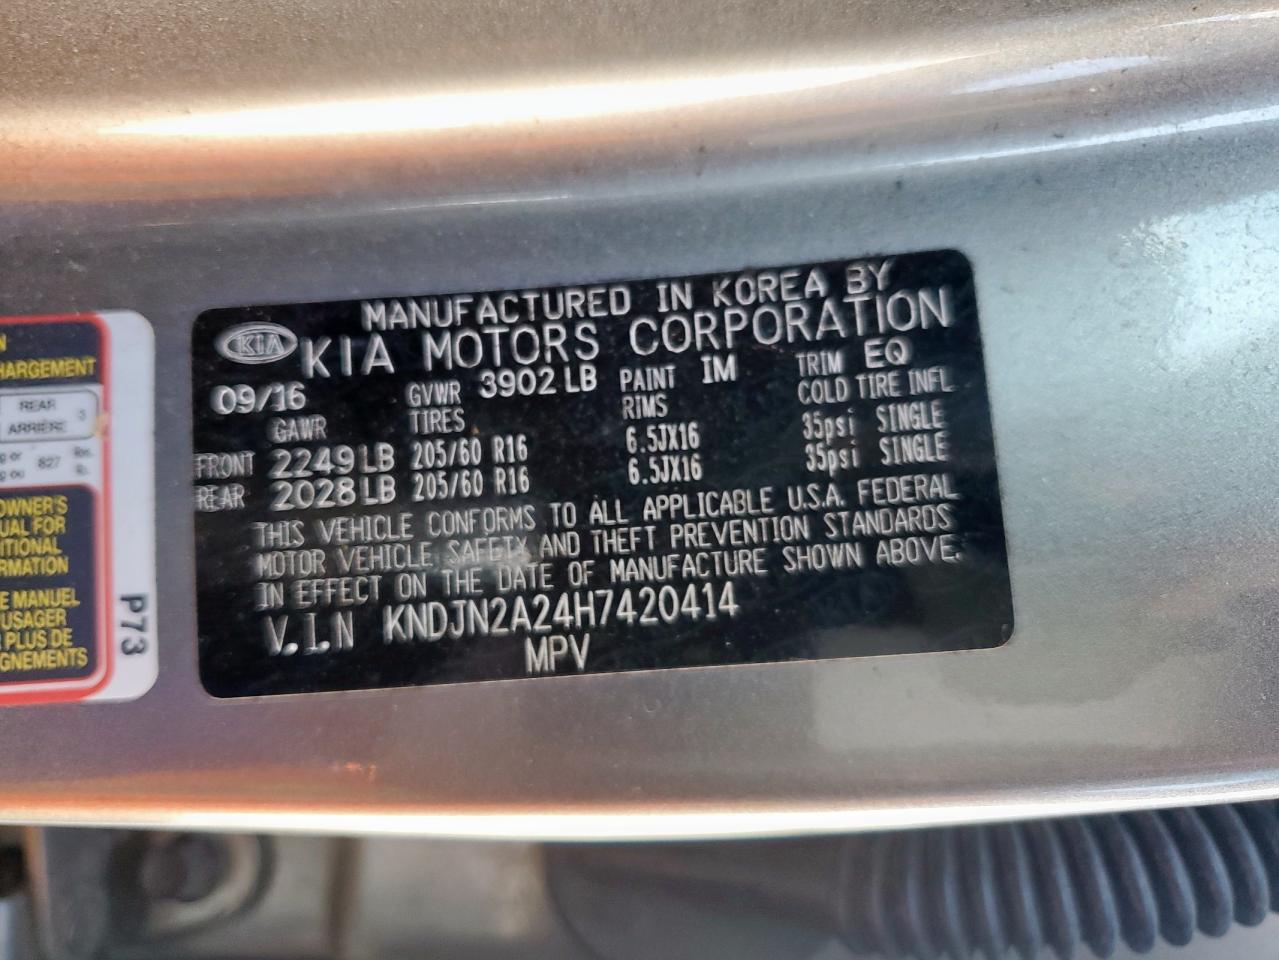 MANUFACTURED IN KOREA BY
KIA KIA MOTORS CORPORATION
09/16 GVWR 3902 LB PAINT IM TRIM EQ
GAWR TIRES RIMS COLD TIRE INFL
FRONT 2249 LB 205/60 R16 6.5JX16 35psi SINGLE
REAR 2028 LB 205/60 R16 6.5JX16 35psi SINGLE
THIS VEHICLE CONFORMS TO ALL APPLICABLE U.S.A. FEDERAL
MOTOR VEHICLE SAFETY AND THEFT PREVENTION STANDARDS
IN EFFECT ON THE DATE OF MANUFACTURE SHOWN ABOVE.
V.I.N KNDJN2A24H7420414
MPV
HARGEMENT
REAR 3
ARRIÈRE
827
OWNER'S
UAL FOR
ITIONAL
RMATION
E MANUEL
USAGER
PLUS DE
GNEMENTS
P73